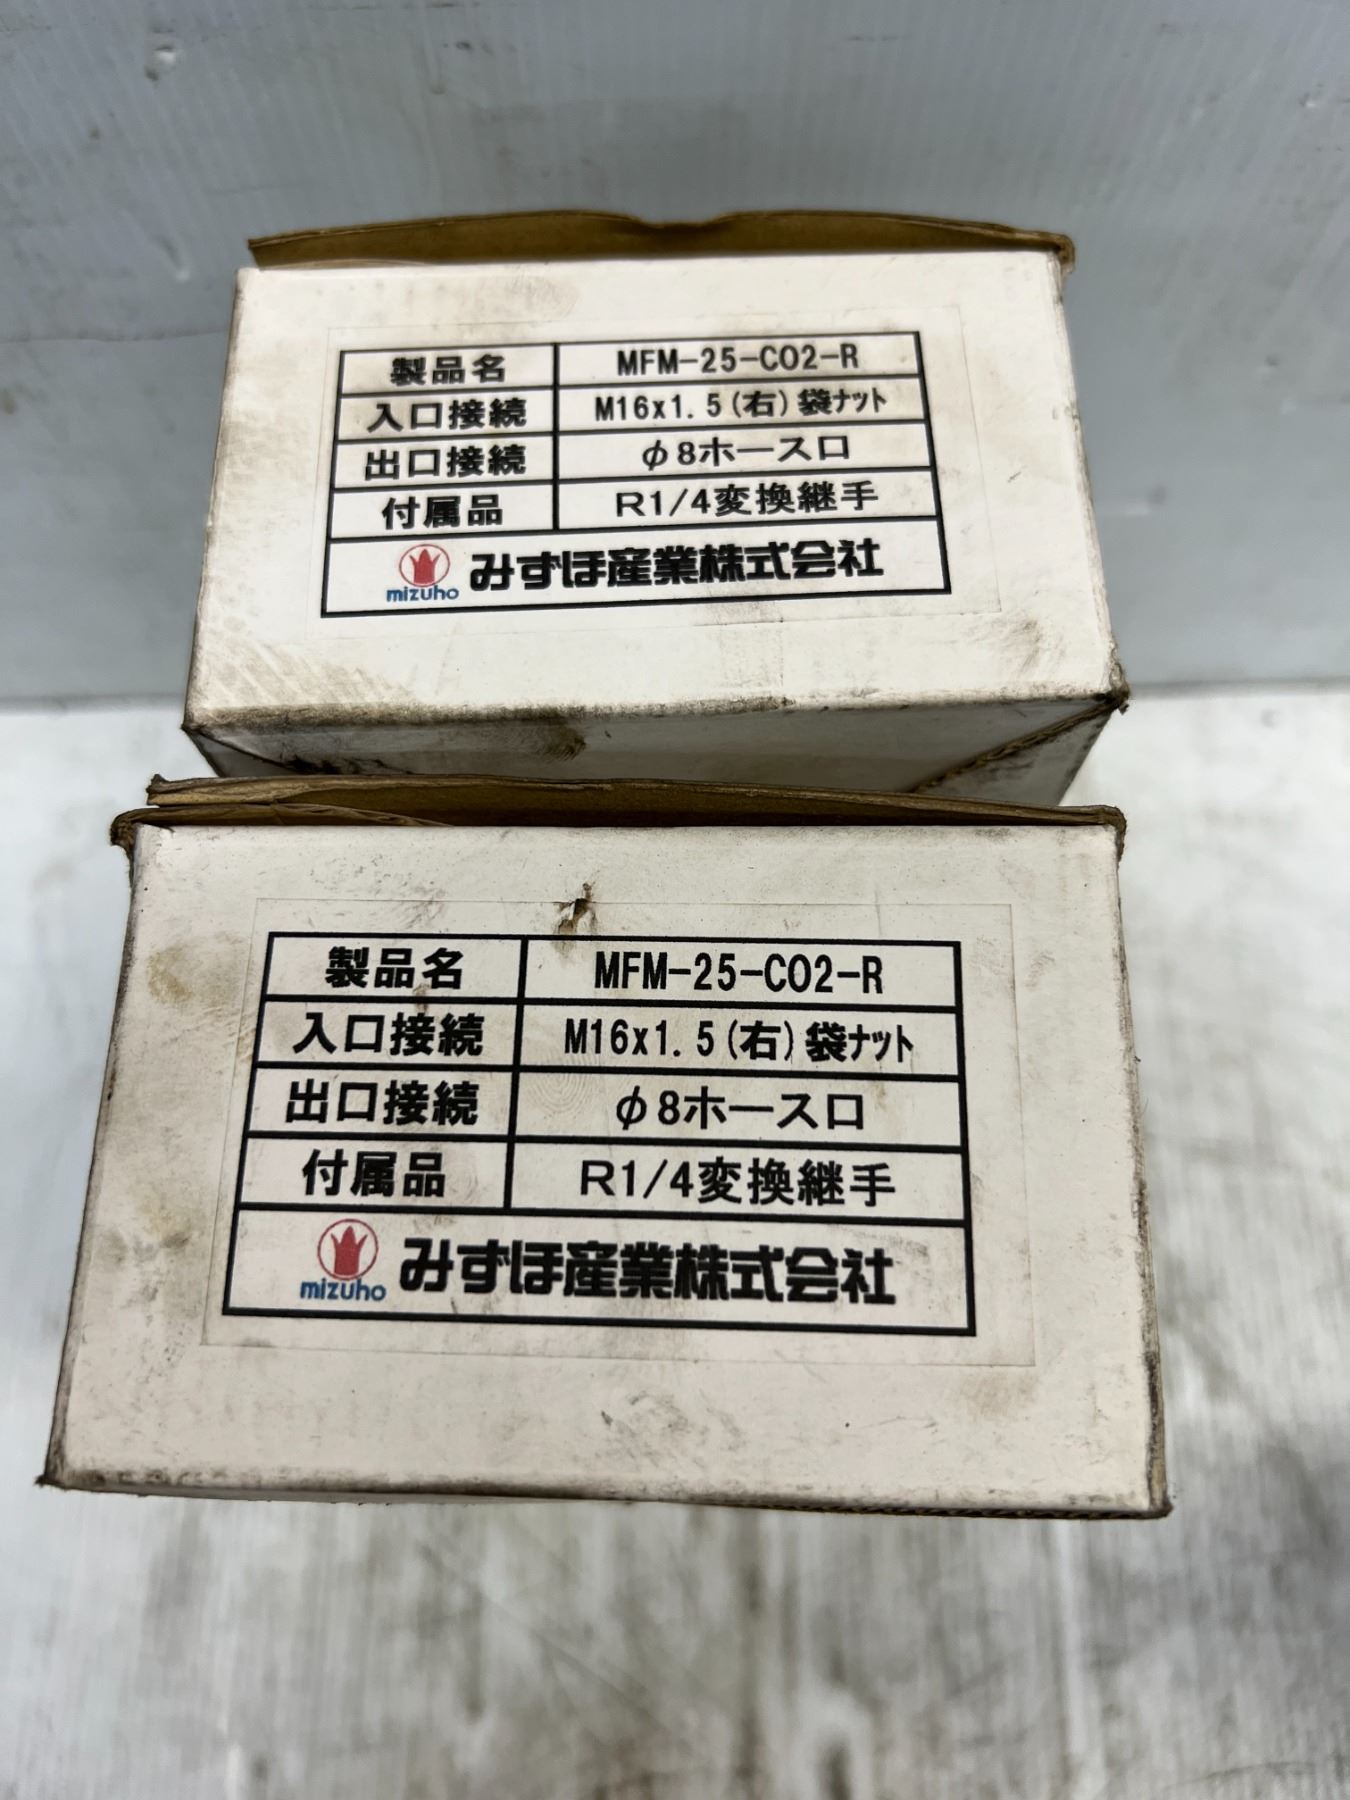 製品名 MFM-25-CO2-R
入口接続 M16x1.5(右)袋ナット
出口接続 φ8ホース口
付属品 R1/4変換継手
mizuho みずほ産業株式会社
製品名 MFM-25-CO2-R
入口接続 M16x1.5(右)袋ナット
出口接続 φ8ホース口
付属品 R1/4変換継手
mizuho みずほ産業株式会社